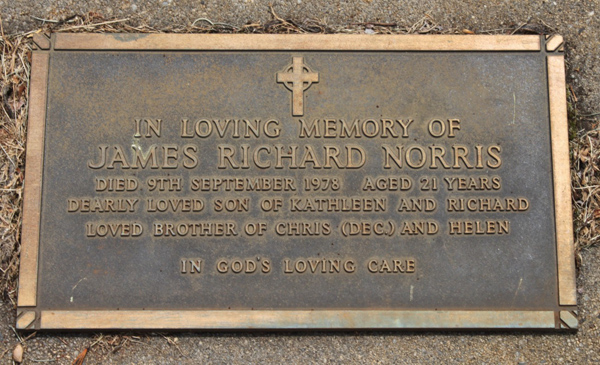 IN LOVING MEMORY OF
JAMES RICHARD NORRIS
DIED 9TH SEPTEMBER 1978 AGED 21 YEARS
DEARLY LOVED SON OF KATHLEEN AND RICHARD
LOVED BROTHER OF CHRIS (DEC.) AND HELEN
IN GOD'S LOVING CARE